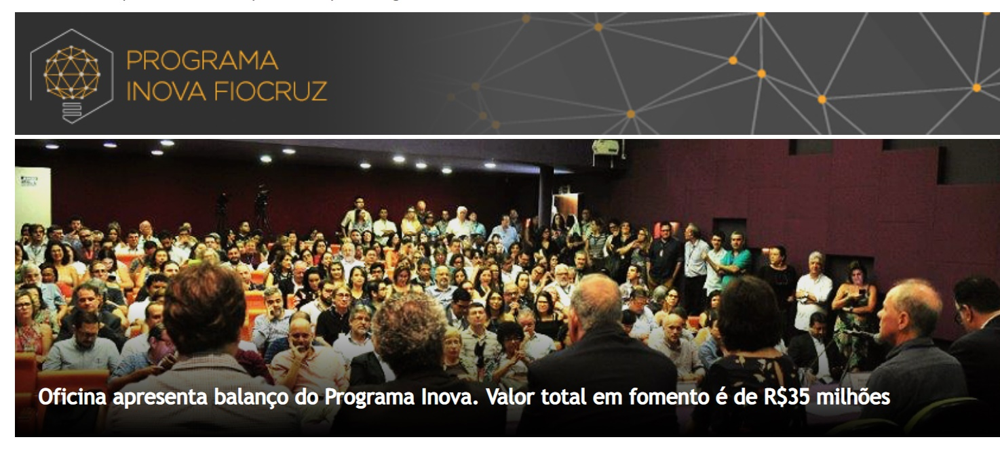 PROGRAMA
INOVA FIOCRUZ
Oficina apresenta balanço do Programa Inova. Valor total em fomento é de R$35 milhões